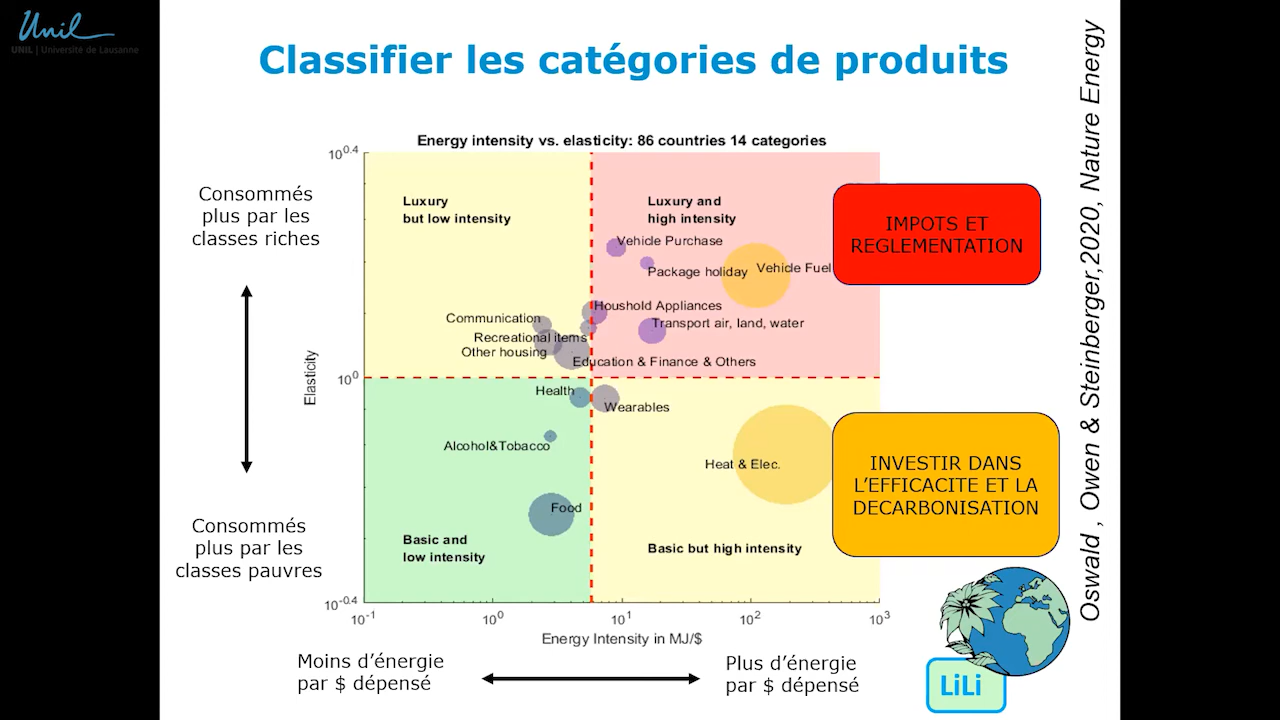 Unil
UNIL | Université de Lausanne
Classifier les catégories de produits
Energy intensity vs. elasticity: 86 countries 14 categories
Consommés
plus par les
classes riches
Consommés
plus par les
classes pauvres
Elasticity
10^0.4
10^0
10^-0.4
Luxury
but low intensity
Luxury and
high intensity
Vehicle Purchase
Package holiday
Vehicle Fuel
Houshold Appliances
Communication
Transport air, land, water
Recreational items
Other housing
Education & Finance & Others
Health
Wearables
Alcohol&Tobacco
Heat & Elec.
Food
Basic and
low intensity
Basic but high intensity
10^-1
10^0
10^1
10^2
10^3
Energy Intensity in MJ/$
Moins d’énergie
par $ dépensé
Plus d’énergie
par $ dépensé
IMPOTS ET
REGLEMENTATION
INVESTIR DANS
L’EFFICACITE ET LA
DECARBONISATION
Oswald , Owen & Steinberger,2020, Nature Energy
LiLi